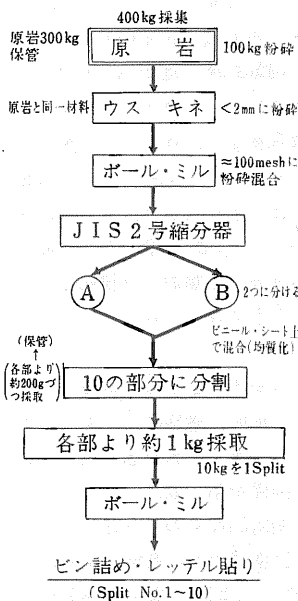 400kg採集
原岩300kg
保管
原岩
100kg粉砕
原岩と同一材料
ウス キネ
<2mmに粉砕
ボール・ミル
≈100meshに
粉砕混合
JIS2号縮分器
A
B
2つに分ける
ビニール・シート上
で混合(均質化)
(保管)
↑
(各部より
約200gづ
つ採取)
10の部分に分割
各部より約1kg採取
10kgを1Split
ボール・ミル
ビン詰め・レッテル貼り
(Split No.1~10)